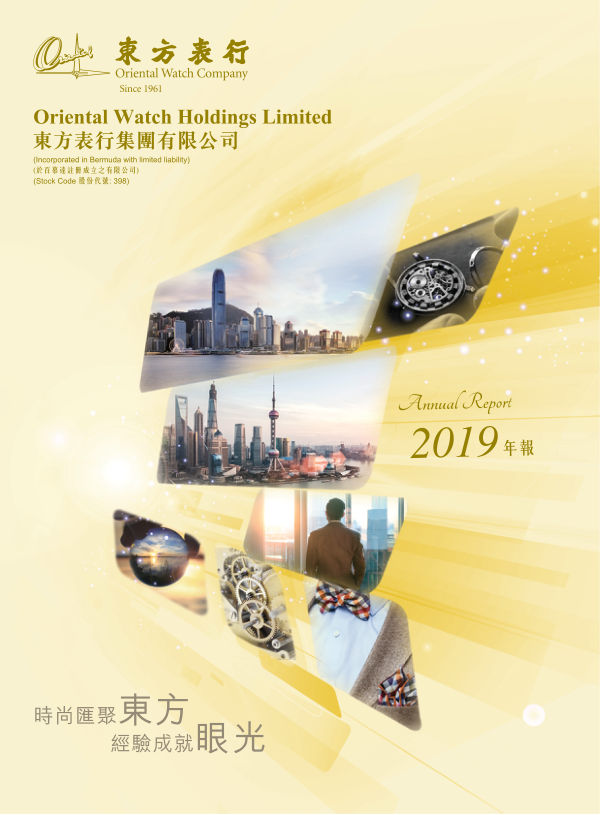 Oriental
東方表行
Oriental Watch Company
Since 1961
Oriental Watch Holdings Limited
東方表行集團有限公司
(Incorporated in Bermuda with limited liability)
(於百慕達註冊成立之有限公司)
(Stock Code 股份代號: 398)
Annual Report
2019年報
時尚匯聚東方
經驗成就眼光